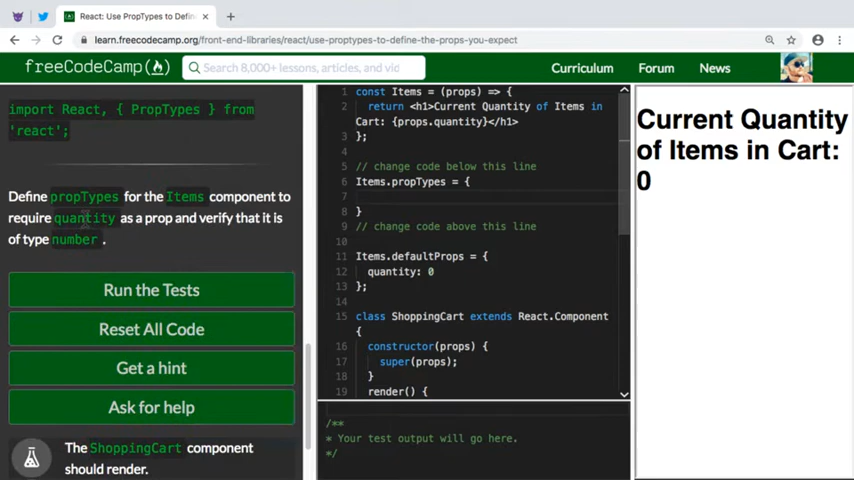 React: Use PropTypes to Defin
learn.freecodecamp.org/front-end-libraries/react/use-proptypes-to-define-the-props-you-expect
freeCodeCamp
Search 8,000+ lessons, articles, and vid
Curriculum
Forum
News
import React, { PropTypes } from
'react';
Define propTypes for the Items component to
require quantity as a prop and verify that it is
of type number .
Run the Tests
Reset All Code
Get a hint
Ask for help
The ShoppingCart component
should render.
1 const Items = (props) => {
2 return <h1>Current Quantity of Items in
Cart: {props.quantity}</h1>
3 };
4
5 // change code below this line
6 Items.propTypes = {
7
8 }
9 // change code above this line
10
11 Items.defaultProps = {
12 quantity: 0
13 };
14
15 class ShoppingCart extends React.Component
{
16 constructor(props) {
17 super(props);
18 }
19 render() {
/**
* Your test output will go here.
*/
Current Quantity
of Items in Cart:
0